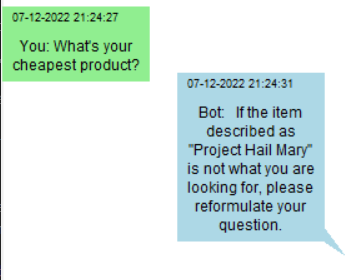 07-12-2022 21:24:27
You: What's your
cheapest product?
07-12-2022 21:24:31
Bot: If the item
described as
"Project Hail Mary"
is not what you are
looking for, please
reformulate your
question.